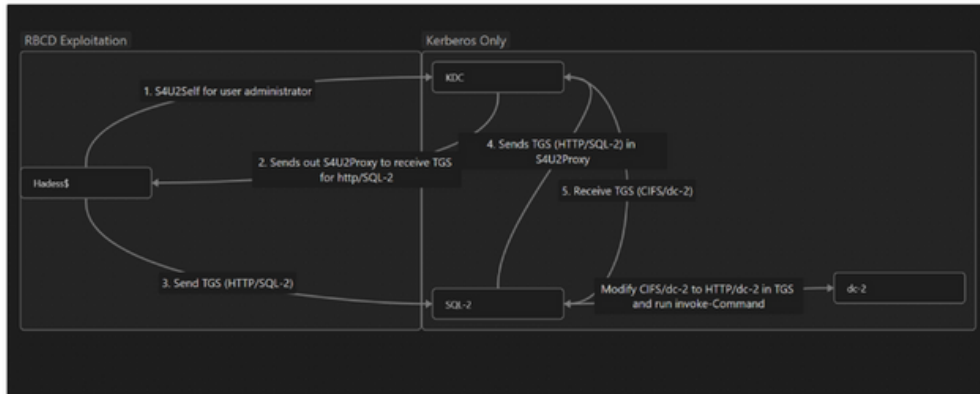 RBCD Exploitation
Kerberos Only
KDC
1. S4U2Self for user administrator
4. Sends TGS (HTTP/SQL-2) in
S4U2Proxy
2. Sends out S4U2Proxy to receive TGS
for http/SQL-2
Hadess$
5. Receive TGS (CIFS/dc-2)
3. Send TGS (HTTP/SQL-2)
SQL-2
Modify CIFS/dc-2 to HTTP/dc-2 in TGS
and run invoke-Command
dc-2